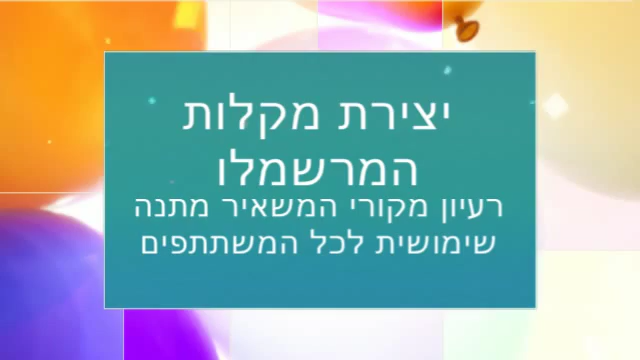 יצירת מקלות
המרשמלו
רעיון מקורי המשאיר מתנה
שימושית לכל המשתתפים